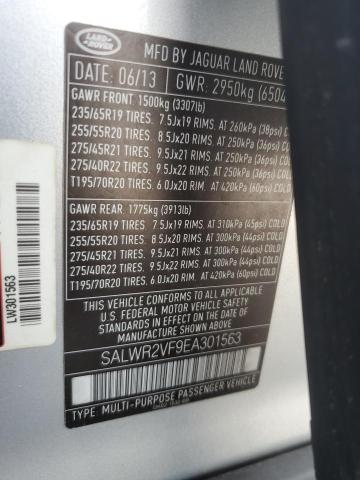 LAND
ROVER
MFD BY JAGUAR LAND ROVE
DATE: 06/13
GWR: 2950kg (6504
GAWR FRONT 1500kg (3307lb)
235/65R19 TIRES. 7.5Jx19 RIMS. AT 260kPa (38psi)
255/55R20 TIRES. 8.5Jx20 RIMS. AT 250kPa (36psi)
275/45R21 TIRES. 9.5Jx21 RIMS. AT 250kPa (36psi)
275/40R22 TIRES. 9.5Jx22 RIMS. AT 250kPa (36psi)
T195/70R20 TIRES. 6.0Jx20 RIMS. AT 420kPa (60psi)
GAWR REAR. 1775kg (3913lb)
235/65R19 TIRES. 7.5Jx19 RIMS. AT 310kPa (45psi) COLD
255/55R20 TIRES. 8.5Jx20 RIMS. AT 300kPa (44psi) COLD
275/45R21 TIRES. 9.5Jx21 RIMS. AT 300kPa (44psi) COLD
275/40R22 TIRES. 9.5Jx22 RIMS. AT 300kPa (44psi) COLD
T195/70R20 TIRES. 6.0Jx20 RIMS. AT 420kPa (60psi) COLD
THIS VEHICLE CONFORMS TO ALL APPLICABLE
U.S. FEDERAL MOTOR VEHICLE SAFETY
STANDARDS IN EFFECT ON THE DATE OF
MANUFACTURE SHOWN ABOVE.
SALWR2VF9EA301563
TYPE: MULTI-PURPOSE PASSENGER VEHICLE
LW301563